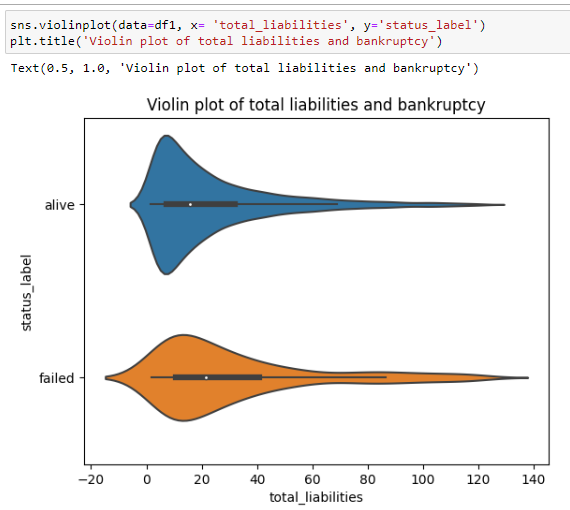 sns.violinplot(data=df1, x= 'total_liabilities', y='status_label')
plt.title('Violin plot of total liabilities and bankruptcy')
Text(0.5, 1.0, 'Violin plot of total liabilities and bankruptcy')
Violin plot of total liabilities and bankruptcy
alive
status_label
failed
−20 0 20 40 60 80 100 120 140
total_liabilities